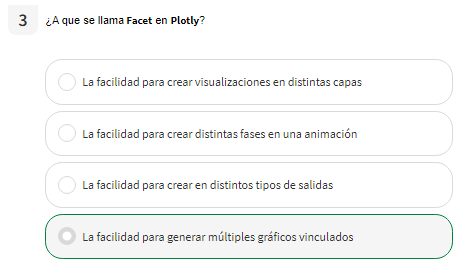 3 ¿A que se llama Facet en Plotly?
La facilidad para crear visualizaciones en distintas capas
La facilidad para crear distintas fases en una animación
La facilidad para crear en distintos tipos de salidas
La facilidad para generar múltiples gráficos vinculados